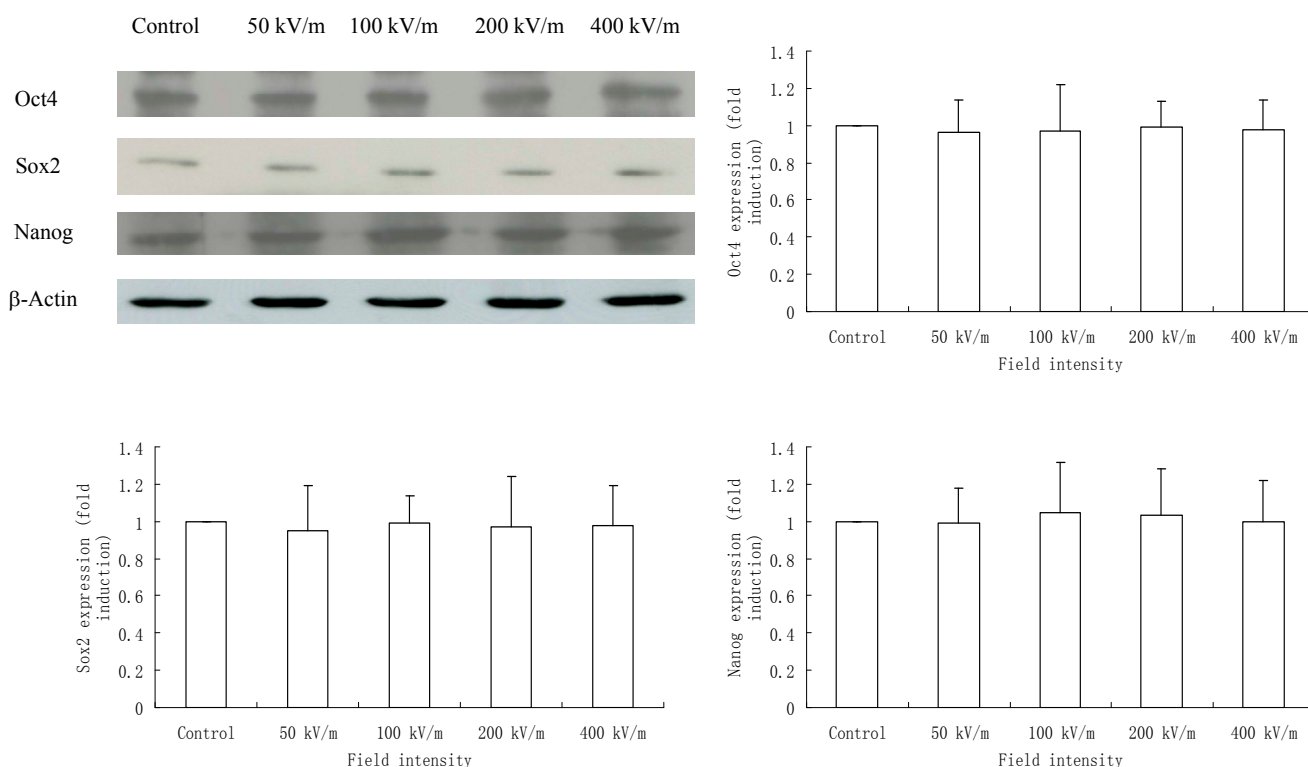 Control 50 kV/m 100 kV/m 200 kV/m 400 kV/m
Oct4
Sox2
Nanog
β-Actin
Oct4 expression (fold
induction)
1.4
1.2
1
0.8
0.6
0.4
0.2
0
Control 50 kV/m 100 kV/m 200 kV/m 400 kV/m
Field intensity
Sox2 expression (fold
induction)
1.4
1.2
1
0.8
0.6
0.4
0.2
0
Control 50 kV/m 100 kV/m 200 kV/m 400 kV/m
Field intensity
Nanog expression (fold
induction)
1.4
1.2
1
0.8
0.6
0.4
0.2
0
Control 50 kV/m 100 kV/m 200 kV/m 400 kV/m
Field intensity